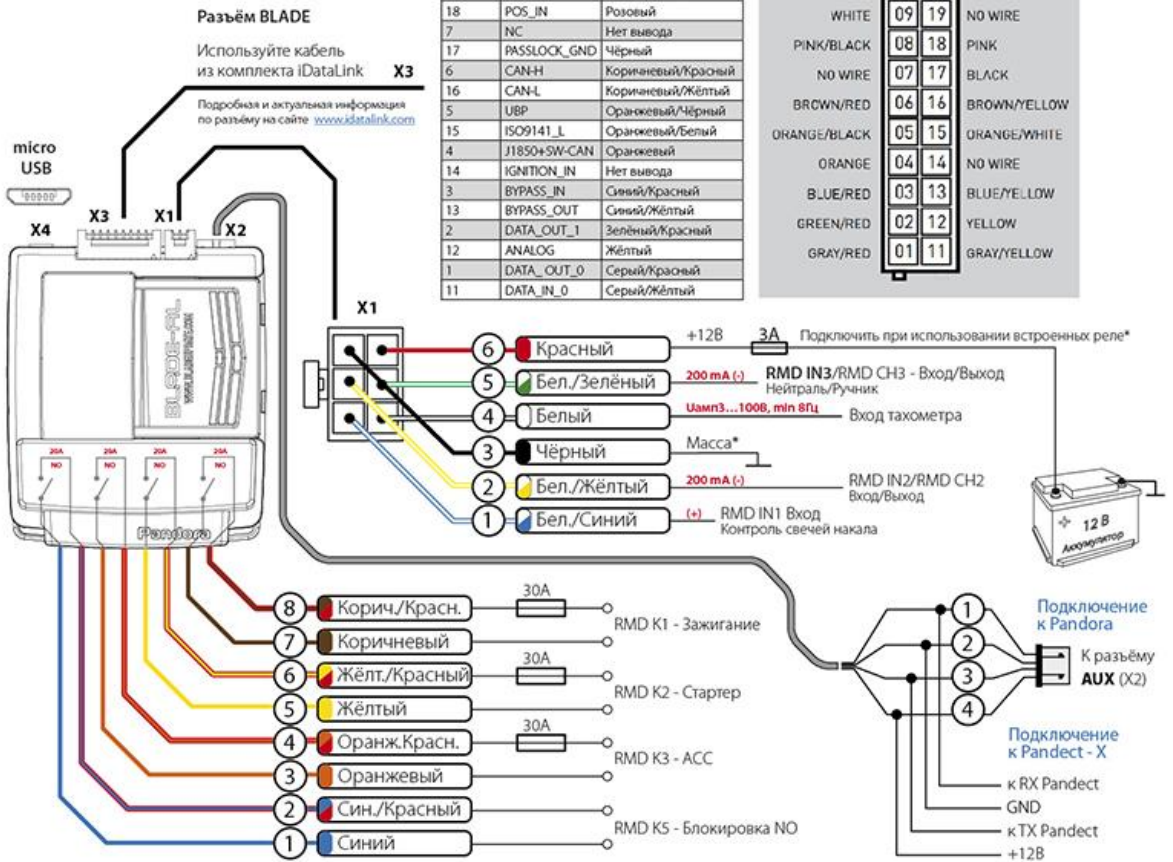 Разъём BLADE
Используйте кабель
из комплекта iDataLink X3
Подробная и актуальная информация
по разъёму на сайте www.idatalink.com
18 POS_IN Розовый
7 NC Нет вывода
17 PASSLOCK_GND Чёрный
6 CAN-H Коричневый/Красный
16 CAN-L Коричневый/Жёлтый
5 UBP Оранжевый/Чёрный
15 ISO9141_L Оранжевый/Белый
4 J1850+SW-CAN Оранжевый
14 IGNITION_IN Нет вывода
3 BYPASS_IN Синий/Красный
13 BYPASS_OUT Синий/Жёлтый
2 DATA_OUT_1 Зелёный/Красный
12 ANALOG Жёлтый
1 DATA_ OUT_0 Серый/Красный
11 DATA_IN_0 Серый/Жёлтый
WHITE 09 19 NO WIRE
PINK/BLACK 08 18 PINK
NO WIRE 07 17 BLACK
BROWN/RED 06 16 BROWN/YELLOW
ORANGE/BLACK 05 15 ORANGE/WHITE
ORANGE 04 14 NO WIRE
BLUE/RED 03 13 BLUE/YELLOW
GREEN/RED 02 12 YELLOW
GRAY/RED 01 11 GRAY/YELLOW
micro
USB
X4 X3 X1 X2
BLADE-AL
20A 20A 20A 20A
NO NO NO NO
Pandora
X1
6 Красный +12В 3А Подключить при использовании встроенных реле*
5 Бел./Зелёный 200 mA (-) RMD IN3/RMD CH3 - Вход/Выход
Нейтраль/Ручник
4 Белый Uамп3...100В, min 8Гц Вход тахометра
3 Чёрный Масса*
2 Бел./Жёлтый 200 mA (-) RMD IN2/RMD CH2
Вход/Выход
1 Бел./Синий (+) RMD IN1 Вход
Контроль свечей накала
12 В
Аккумулятор
8 Корич./Красн. 30А
RMD K1 - Зажигание
7 Коричневый
6 Жёлт./Красный 30А
RMD K2 - Стартер
5 Жёлтый
4 Оранж.Красн. 30А
RMD K3 - ACC
3 Оранжевый
2 Син./Красный
RMD K5 - Блокировка NO
1 Синий
1
2
3
4
Подключение
к Pandora
К разъёму
AUX (X2)
Подключение
к Pandect - X
к RX Pandect
GND
к TX Pandect
+12В